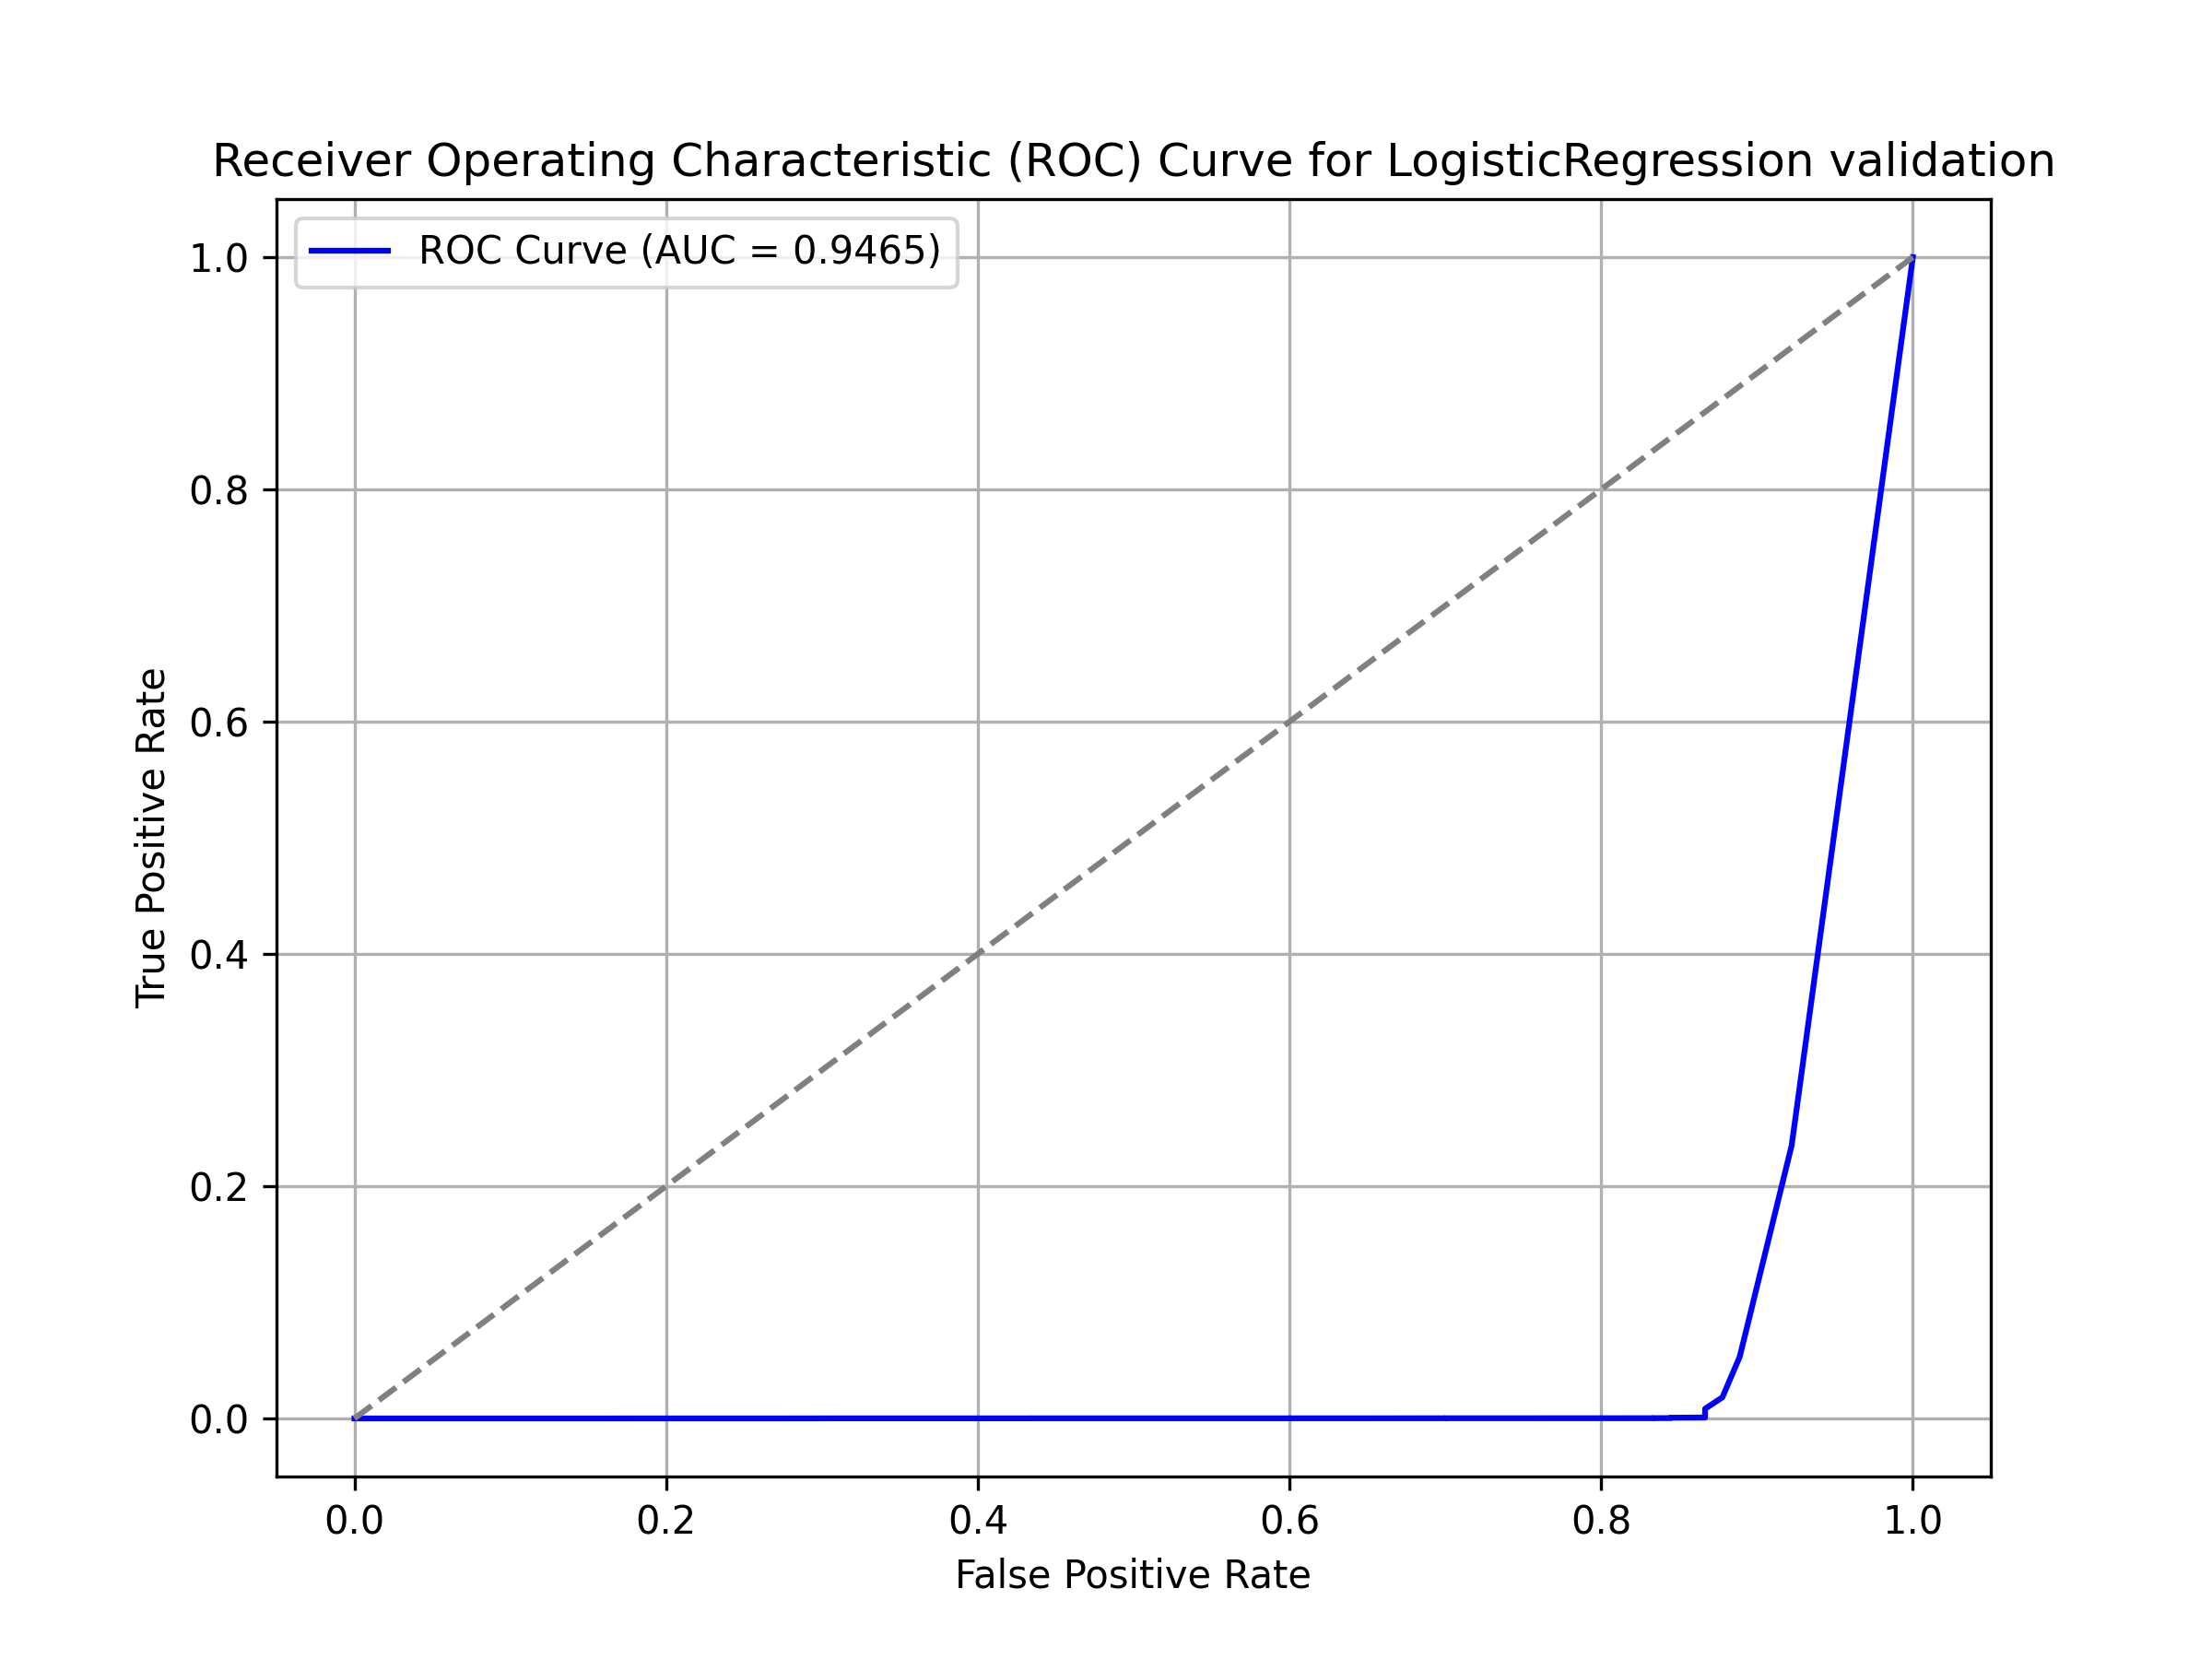 Receiver Operating Characteristic (ROC) Curve for LogisticRegression validation
ROC Curve (AUC = 0.9465)
1.0
0.8
0.6
0.4
0.2
0.0
True Positive Rate
0.0 0.2 0.4 0.6 0.8 1.0
False Positive Rate